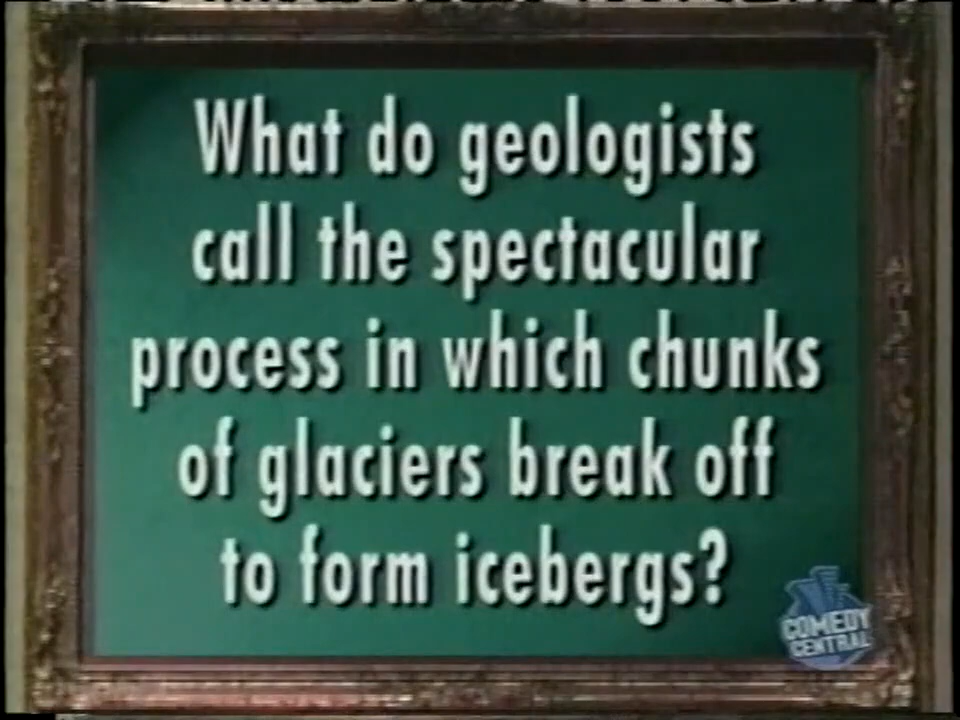 What do geologists
call the spectacular
process in which chunks
of glaciers break off
to form icebergs?
COMEDY
CENTRAL